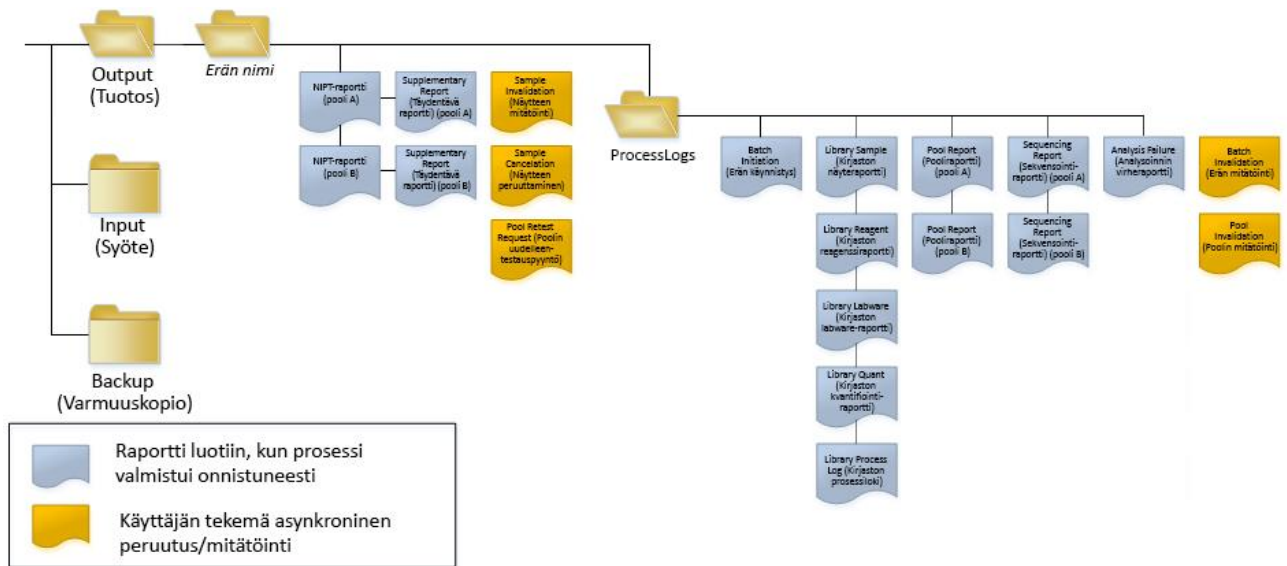 Output
(Tuotos)
Erän nimi
Input
(Syöte)
Backup
(Varmuuskopio)
NIPT-raportti
(pooli A)
Supplementary
Report
(Täydentävä
raportti) (pooli A)
Sample
Invalidation
(Näytteen
mitätöinti)
NIPT-raportti
(pooli B)
Supplementary
Report
(Täydentävä
raportti) (pooli B)
Sample
Cancelation
(Näytteen
peruuttaminen)
Pool Retest
Request (Poolin
uudelleen-
testauspyyntö)
ProcessLogs
Batch
Initiation
(Erän käynnistys)
Library Sample
(Kirjaston
näyteraportti)
Pool Report
(Pooliraportti)
(pooli A)
Sequencing
Report
(Sekvensointi-
raportti) (pooli A)
Analysis Failure
(Analysoinnin
virheraportti)
Batch
Invalidation
(Erän mitätöinti)
Library Reagent
(Kirjaston
reagenssiraportti)
Pool Report
(Pooliraportti)
(pooli B)
Sequencing
Report
(Sekvensointi-
raportti) (pooli B)
Pool
Invalidation
(Poolin mitätöinti)
Library Labware
(Kirjaston
labware-raportti)
Library Quant
(Kirjaston
kvantifiointi-
raportti)
Library Process
Log (Kirjaston
prosessiloki)
Raportti luotiin, kun prosessi
valmistui onnistuneesti
Käyttäjän tekemä asynkroninen
peruutus/mitätöinti